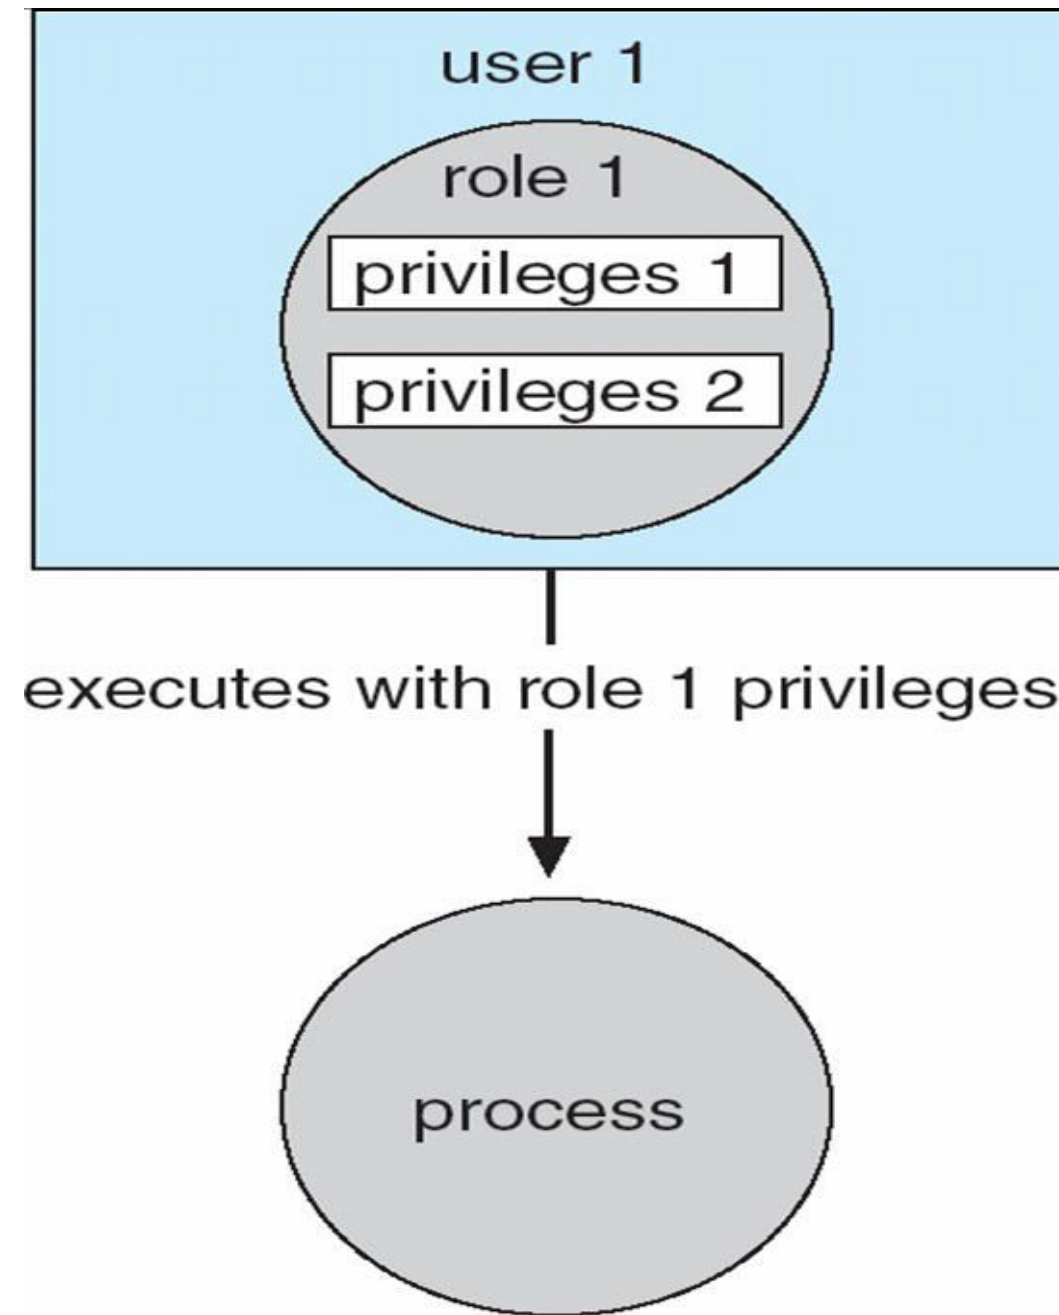 user 1
role 1
privileges 1
privileges 2
executes with role 1 privileges
process